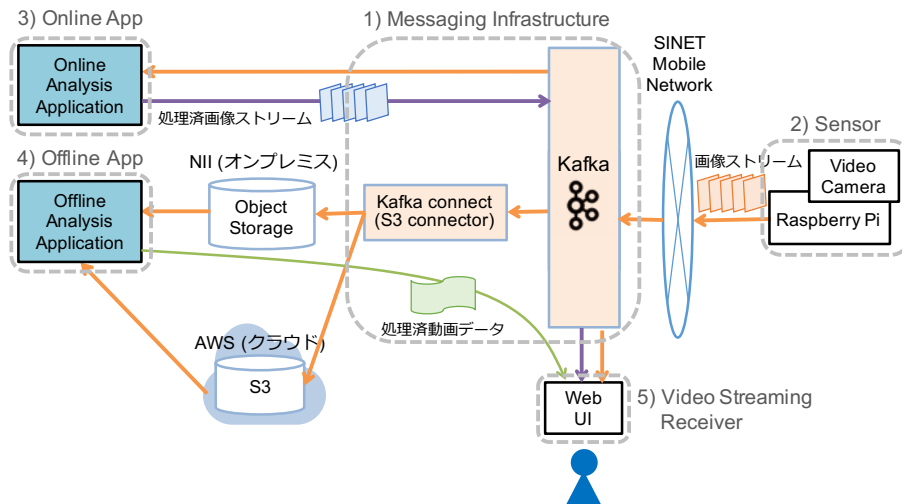 3) Online App
1) Messaging Infrastructure
SINET
Mobile
Network
Online
Analysis
Application
処理済画像ストリーム
2) Sensor
4) Offline App
NII (オンプレミス)
画像ストリーム
Video
Camera
Kafka
Offline
Analysis
Application
Object
Storage
Kafka connect
(S3 connector)
Raspberry Pi
処理済動画データ
AWS (クラウド)
S3
Web
UI
5) Video Streaming
Receiver